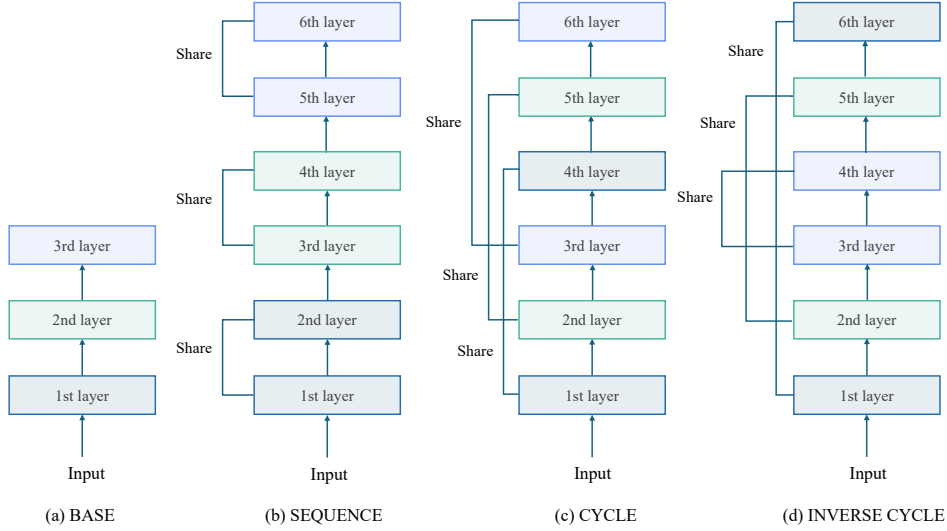 3rd layer
2nd layer
1st layer
Input
(a) BASE
6th layer
Share
5th layer
4th layer
Share
3rd layer
2nd layer
Share
1st layer
Input
(b) SEQUENCE
6th layer
5th layer
Share
4th layer
3rd layer
Share
2nd layer
Share
1st layer
Input
(c) CYCLE
6th layer
Share
5th layer
4th layer
Share
3rd layer
2nd layer
1st layer
Input
(d) INVERSE CYCLE